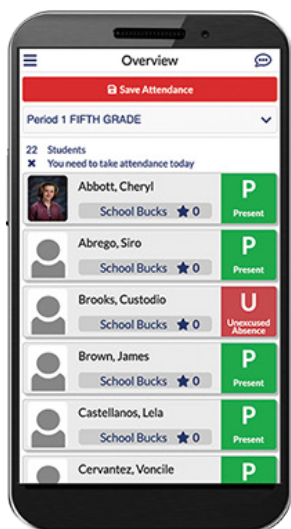 Overview
Save Attendance
Period 1 FIFTH GRADE
22 Students
You need to take attendance today
Abbott, Cheryl
School Bucks 0
P
Present
Abrego, Siro
School Bucks 0
P
Present
Brooks, Custodio
School Bucks 0
U
Unexcused
Absence
Brown, James
School Bucks 0
P
Present
Castellanos, Lela
School Bucks 0
P
Present
Cervantez, Voncile
P